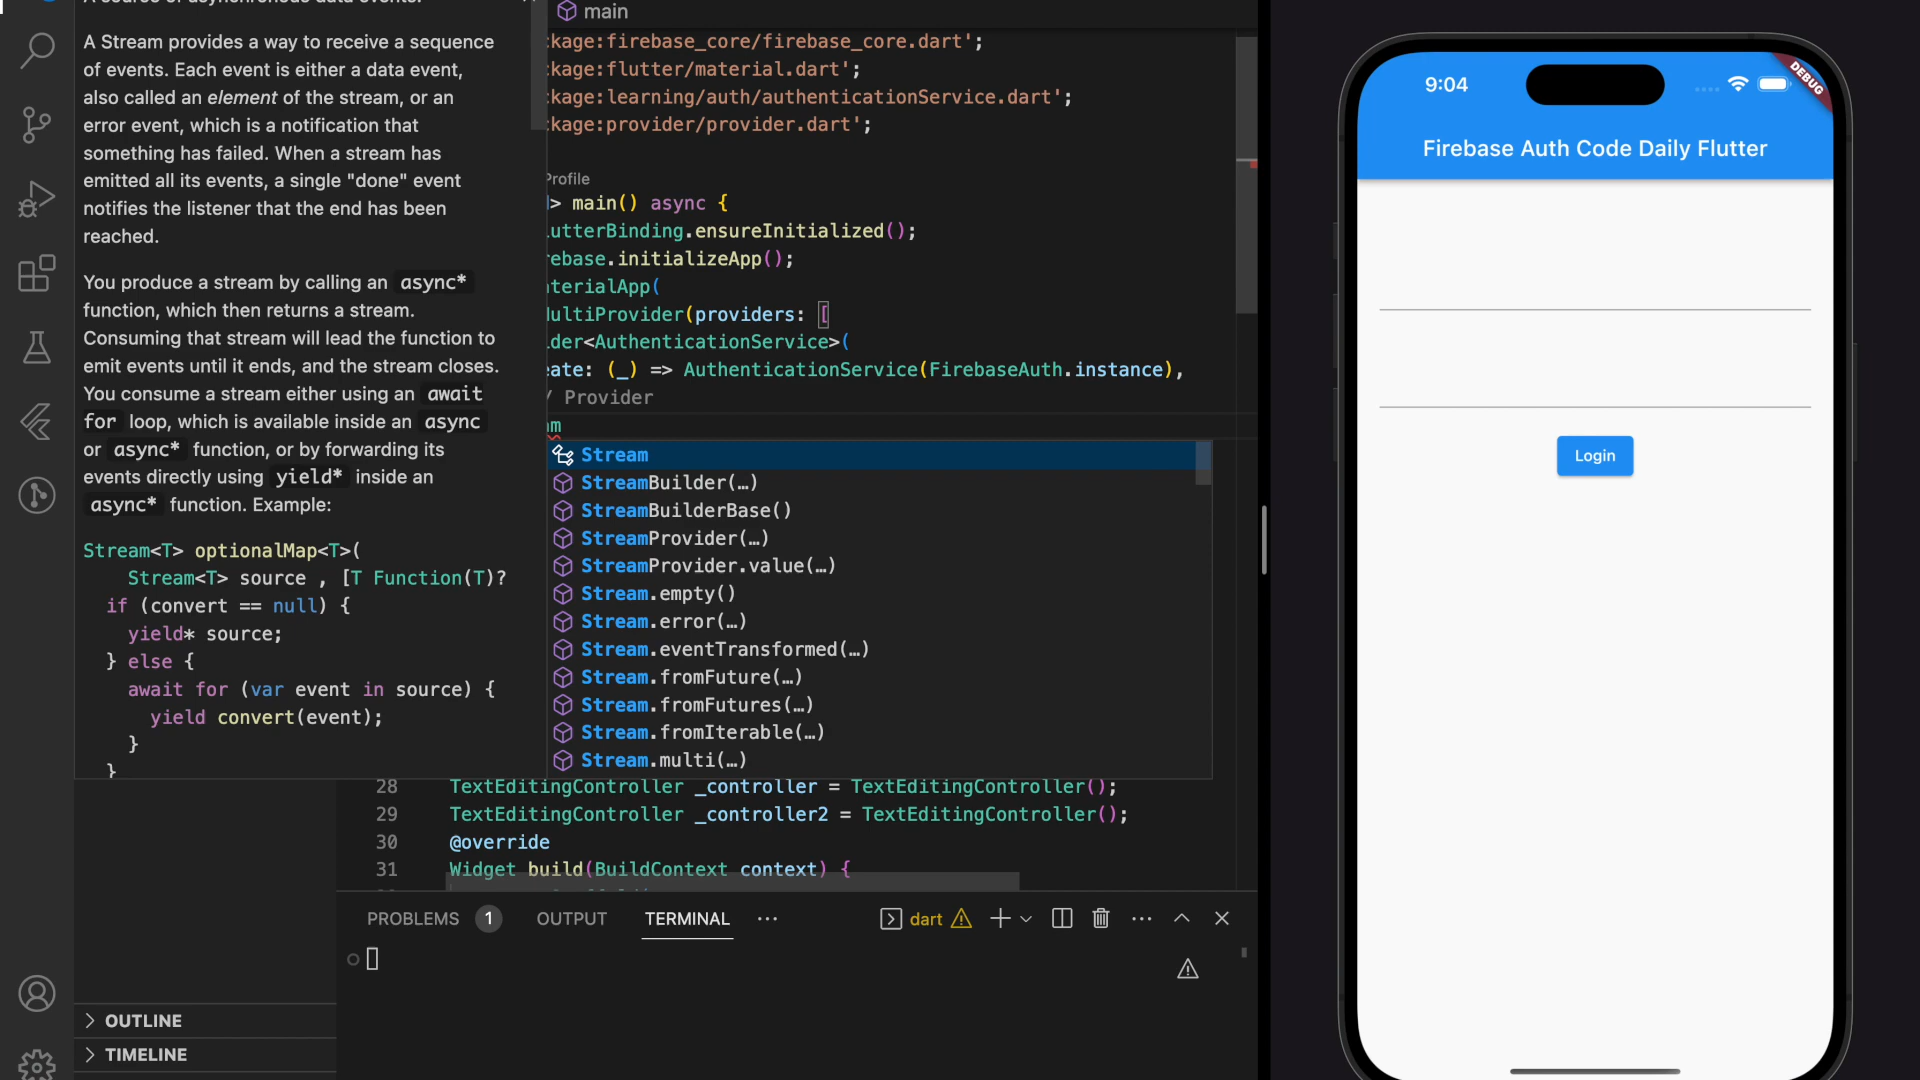 A source of asynchronous data events.
A Stream provides a way to receive a sequence
of events. Each event is either a data event,
also called an element of the stream, or an
error event, which is a notification that
something has failed. When a stream has
emitted all its events, a single "done" event
notifies the listener that the end has been
reached.
You produce a stream by calling an async*
function, which then returns a stream.
Consuming that stream will lead the function to
emit events until it ends, and the stream closes.
You consume a stream either using an await
for loop, which is available inside an async
or async* function, or by forwarding its
events directly using yield* inside an
async* function. Example:
Stream<T> optionalMap<T>(
Stream<T> source , [T Function(T)?
if (convert == null) {
yield* source;
} else {
await for (var event in source) {
yield convert(event);
}
}
OUTLINE
TIMELINE
main
kage:firebase_core/firebase_core.dart';
kage:flutter/material.dart';
kage:learning/auth/authenticationService.dart';
kage:provider/provider.dart';
Profile
> main() async {
utterBinding.ensureInitialized();
ebase.initializeApp();
terialApp(
ultiProvider(providers: [
der<AuthenticationService>(
eate: (_) => AuthenticationService(FirebaseAuth.instance),
/ Provider
am
Stream
StreamBuilder(…)
StreamBuilderBase()
StreamProvider(…)
StreamProvider.value(…)
Stream.empty()
Stream.error(…)
Stream.eventTransformed(…)
Stream.fromFuture(…)
Stream.fromFutures(…)
Stream.fromIterable(…)
Stream.multi(…)
28 TextEditingController _controller = TextEditingController();
29 TextEditingController _controller2 = TextEditingController();
30 @override
31 Widget build(BuildContext context) {
PROBLEMS 1 OUTPUT TERMINAL ··· dart
9:04
DEBUG
Firebase Auth Code Daily Flutter
Login